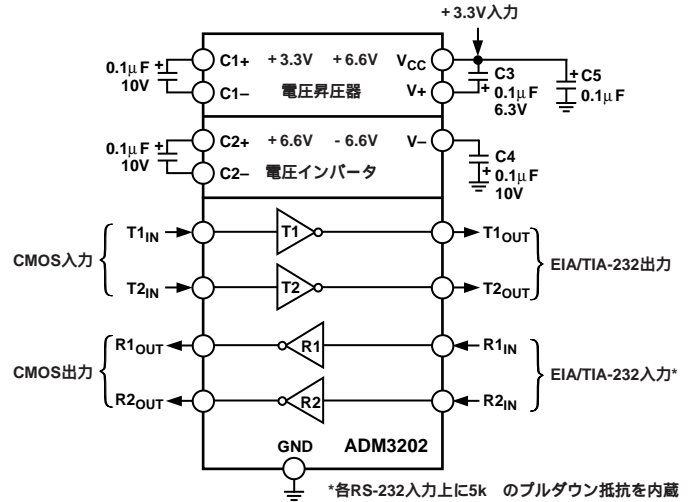 +3.3V入力
0.1μF
10V
C1+ +3.3V +6.6V VCC
C1– 電圧昇圧器 V+
C3
0.1μF
6.3V
C5
0.1μF
0.1μF
10V
C2+ +6.6V -6.6V V–
C2– 電圧インバータ
C4
0.1μF
10V
CMOS入力
T1IN T1 T1OUT
T2IN T2 T2OUT
EIA/TIA-232出力
CMOS出力
R1OUT R1 R1IN
R2OUT R2 R2IN
EIA/TIA-232入力*
GND ADM3202
*各RS-232入力上に5k のプルダウン抵抗を内蔵